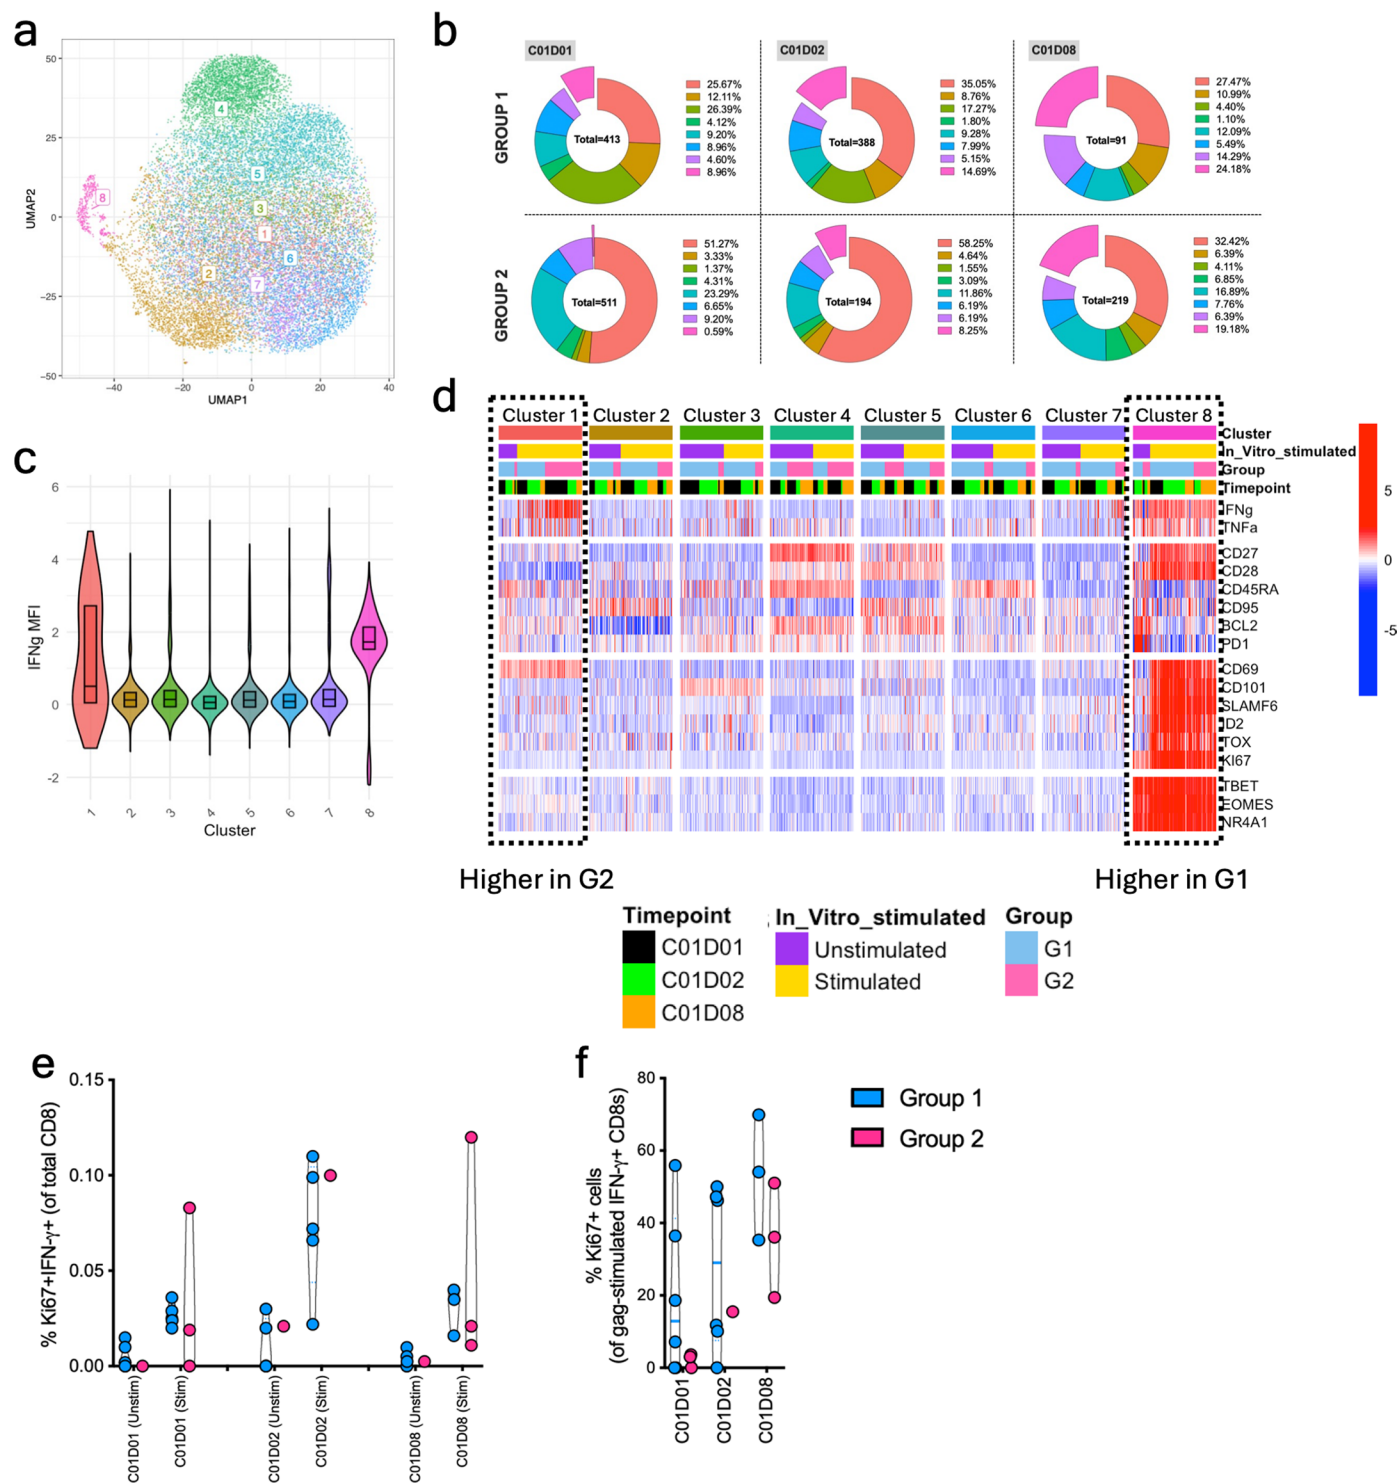 a
UMAP2
50
25
0
−25
−50
−40
−20
0
20
40
UMAP1
4
5
8
3
1
6
2
7
b
GROUP 1
GROUP 2
C01D01
Total=413
25.67%
12.11%
26.39%
4.12%
9.20%
8.96%
4.60%
8.96%
C01D02
Total=388
35.05%
8.76%
17.27%
1.80%
9.28%
7.99%
5.15%
14.69%
C01D08
Total=91
27.47%
10.99%
4.40%
1.10%
12.09%
5.49%
14.29%
24.18%
Total=511
51.27%
3.33%
1.37%
4.31%
23.29%
6.65%
9.20%
0.59%
Total=194
58.25%
4.64%
1.55%
3.09%
11.86%
6.19%
6.19%
8.25%
Total=219
32.42%
6.39%
4.11%
6.85%
16.89%
7.76%
6.39%
19.18%
c
IFNg MFI
6
4
2
0
-2
1
2
3
4
5
6
7
8
Cluster
d
Cluster 1
Cluster 2
Cluster 3
Cluster 4
Cluster 5
Cluster 6
Cluster 7
Cluster 8
Cluster
In_Vitro_stimulated
Group
Timepoint
IFNg
TNFa
CD27
CD28
CD45RA
CD95
BCL2
PD1
CD69
CD101
SLAMF6
ID2
TOX
KI67
TBET
EOMES
NR4A1
5
0
-5
Higher in G2
Higher in G1
Timepoint
C01D01
C01D02
C01D08
In_Vitro_stimulated
Unstimulated
Stimulated
Group
G1
G2
e
% Ki67+IFN-γ+ (of total CD8)
0.15
0.10
0.05
0.00
C01D01 (Unstim)
C01D01 (Stim)
C01D02 (Unstim)
C01D02 (Stim)
C01D08 (Unstim)
C01D08 (Stim)
f
% Ki67+ cells
(of gag-stimulated IFN-γ+ CD8s)
80
60
40
20
0
C01D01
C01D02
C01D08
Group 1
Group 2